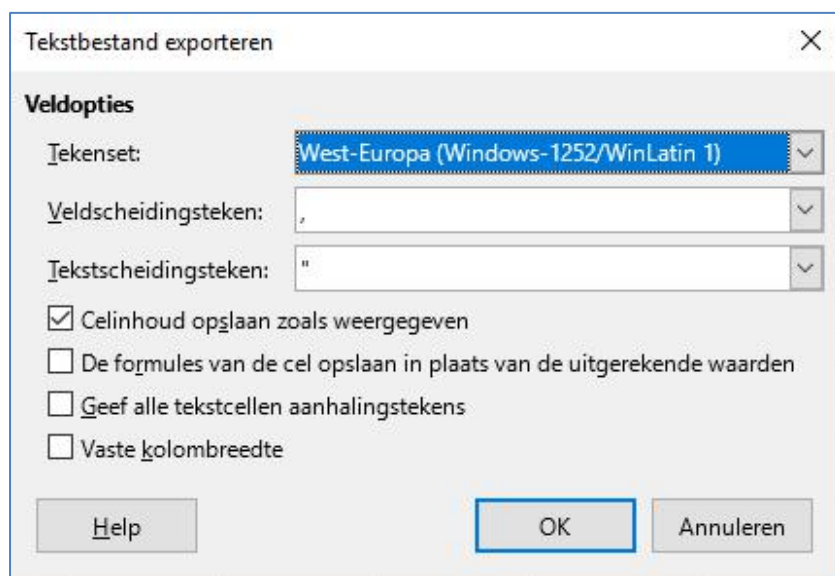 Tekstbestand exporteren
Veldopties
Tekenset: West-Europa (Windows-1252/WinLatin 1)
Veldscheidingsteken: ,
Tekstscheidingsteken: "
Celinhoud opslaan zoals weergegeven
De formules van de cel opslaan in plaats van de uitgerekende waarden
Geef alle tekstcellen aanhalingstekens
Vaste kolombreedte
Help OK Annuleren